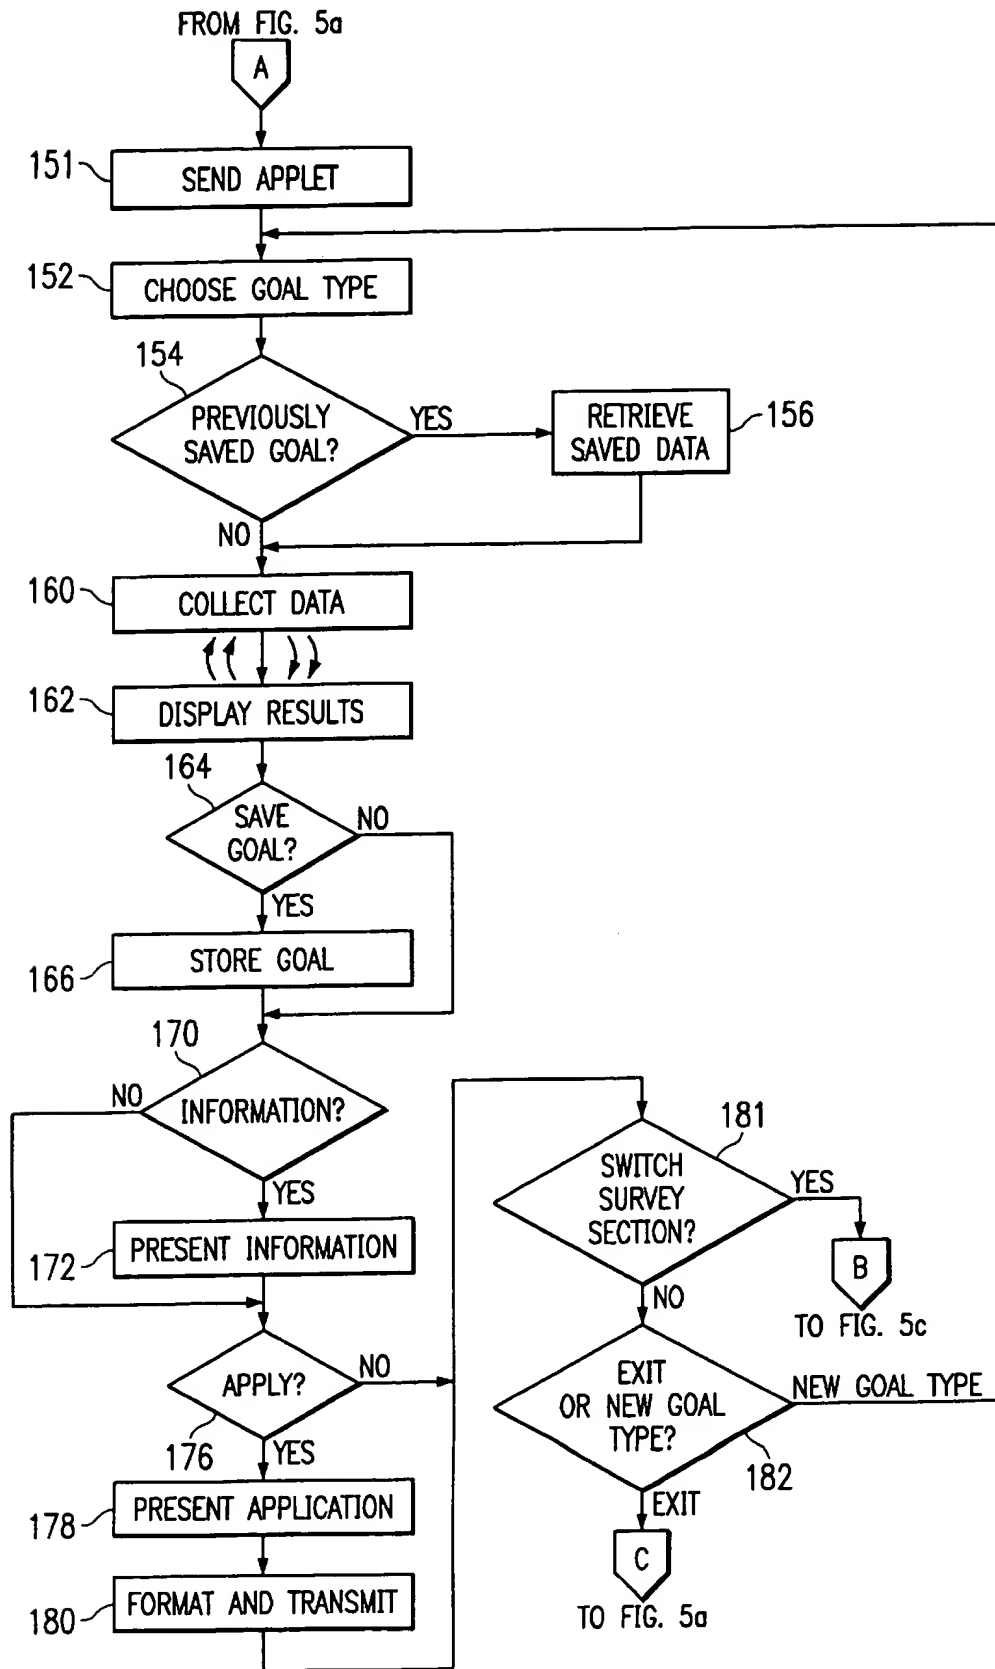 FROM FIG. 5a
A
151
SEND APPLET
152
CHOOSE GOAL TYPE
154
PREVIOUSLY
SAVED GOAL?
YES
RETRIEVE
SAVED DATA
156
NO
160
COLLECT DATA
162
DISPLAY RESULTS
164
SAVE
GOAL?
NO
YES
166
STORE GOAL
170
INFORMATION?
NO
YES
172
PRESENT INFORMATION
APPLY?
NO
176
YES
178
PRESENT APPLICATION
180
FORMAT AND TRANSMIT
181
SWITCH
SURVEY
SECTION?
YES
B
TO FIG. 5c
NO
EXIT
OR NEW GOAL
TYPE?
NEW GOAL TYPE
182
EXIT
C
TO FIG. 5a